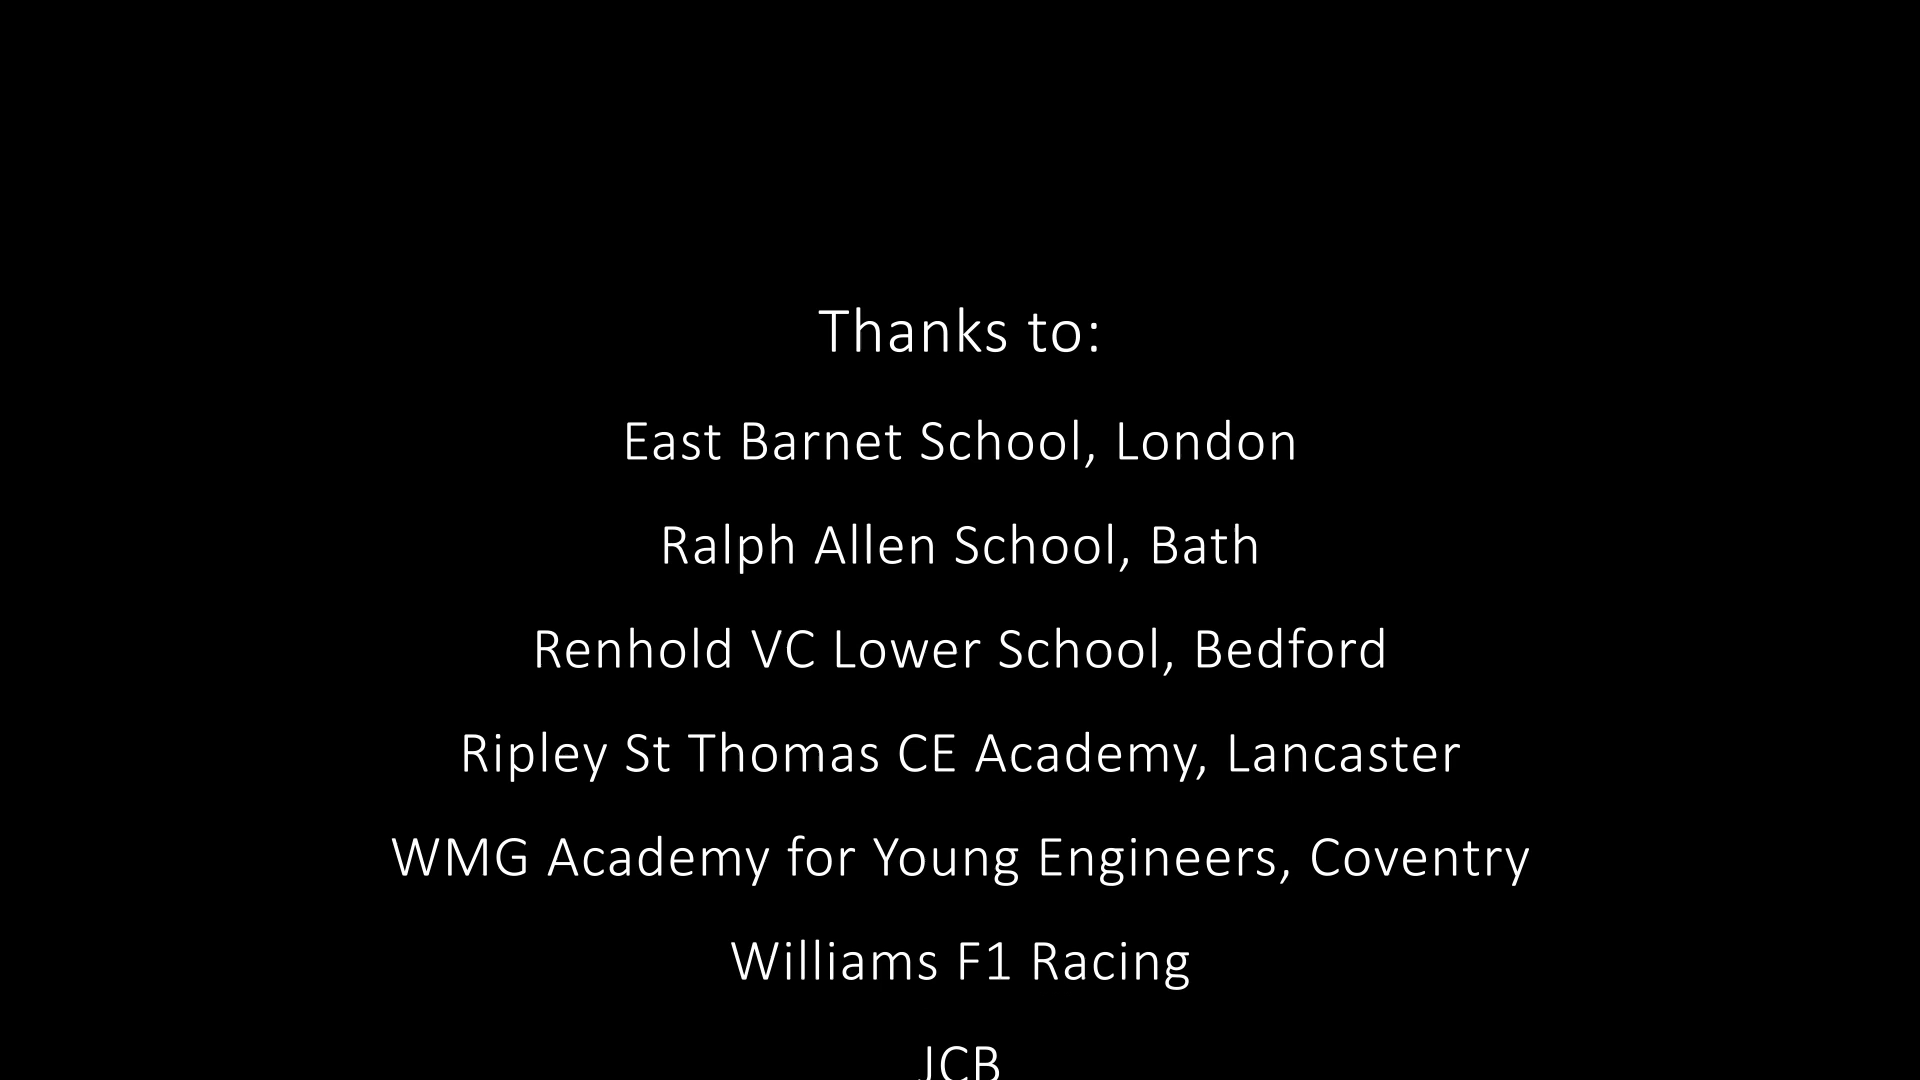 Thanks to:
East Barnet School, London
Ralph Allen School, Bath
Renhold VC Lower School, Bedford
Ripley St Thomas CE Academy, Lancaster
WMG Academy for Young Engineers, Coventry
Williams F1 Racing
JCB